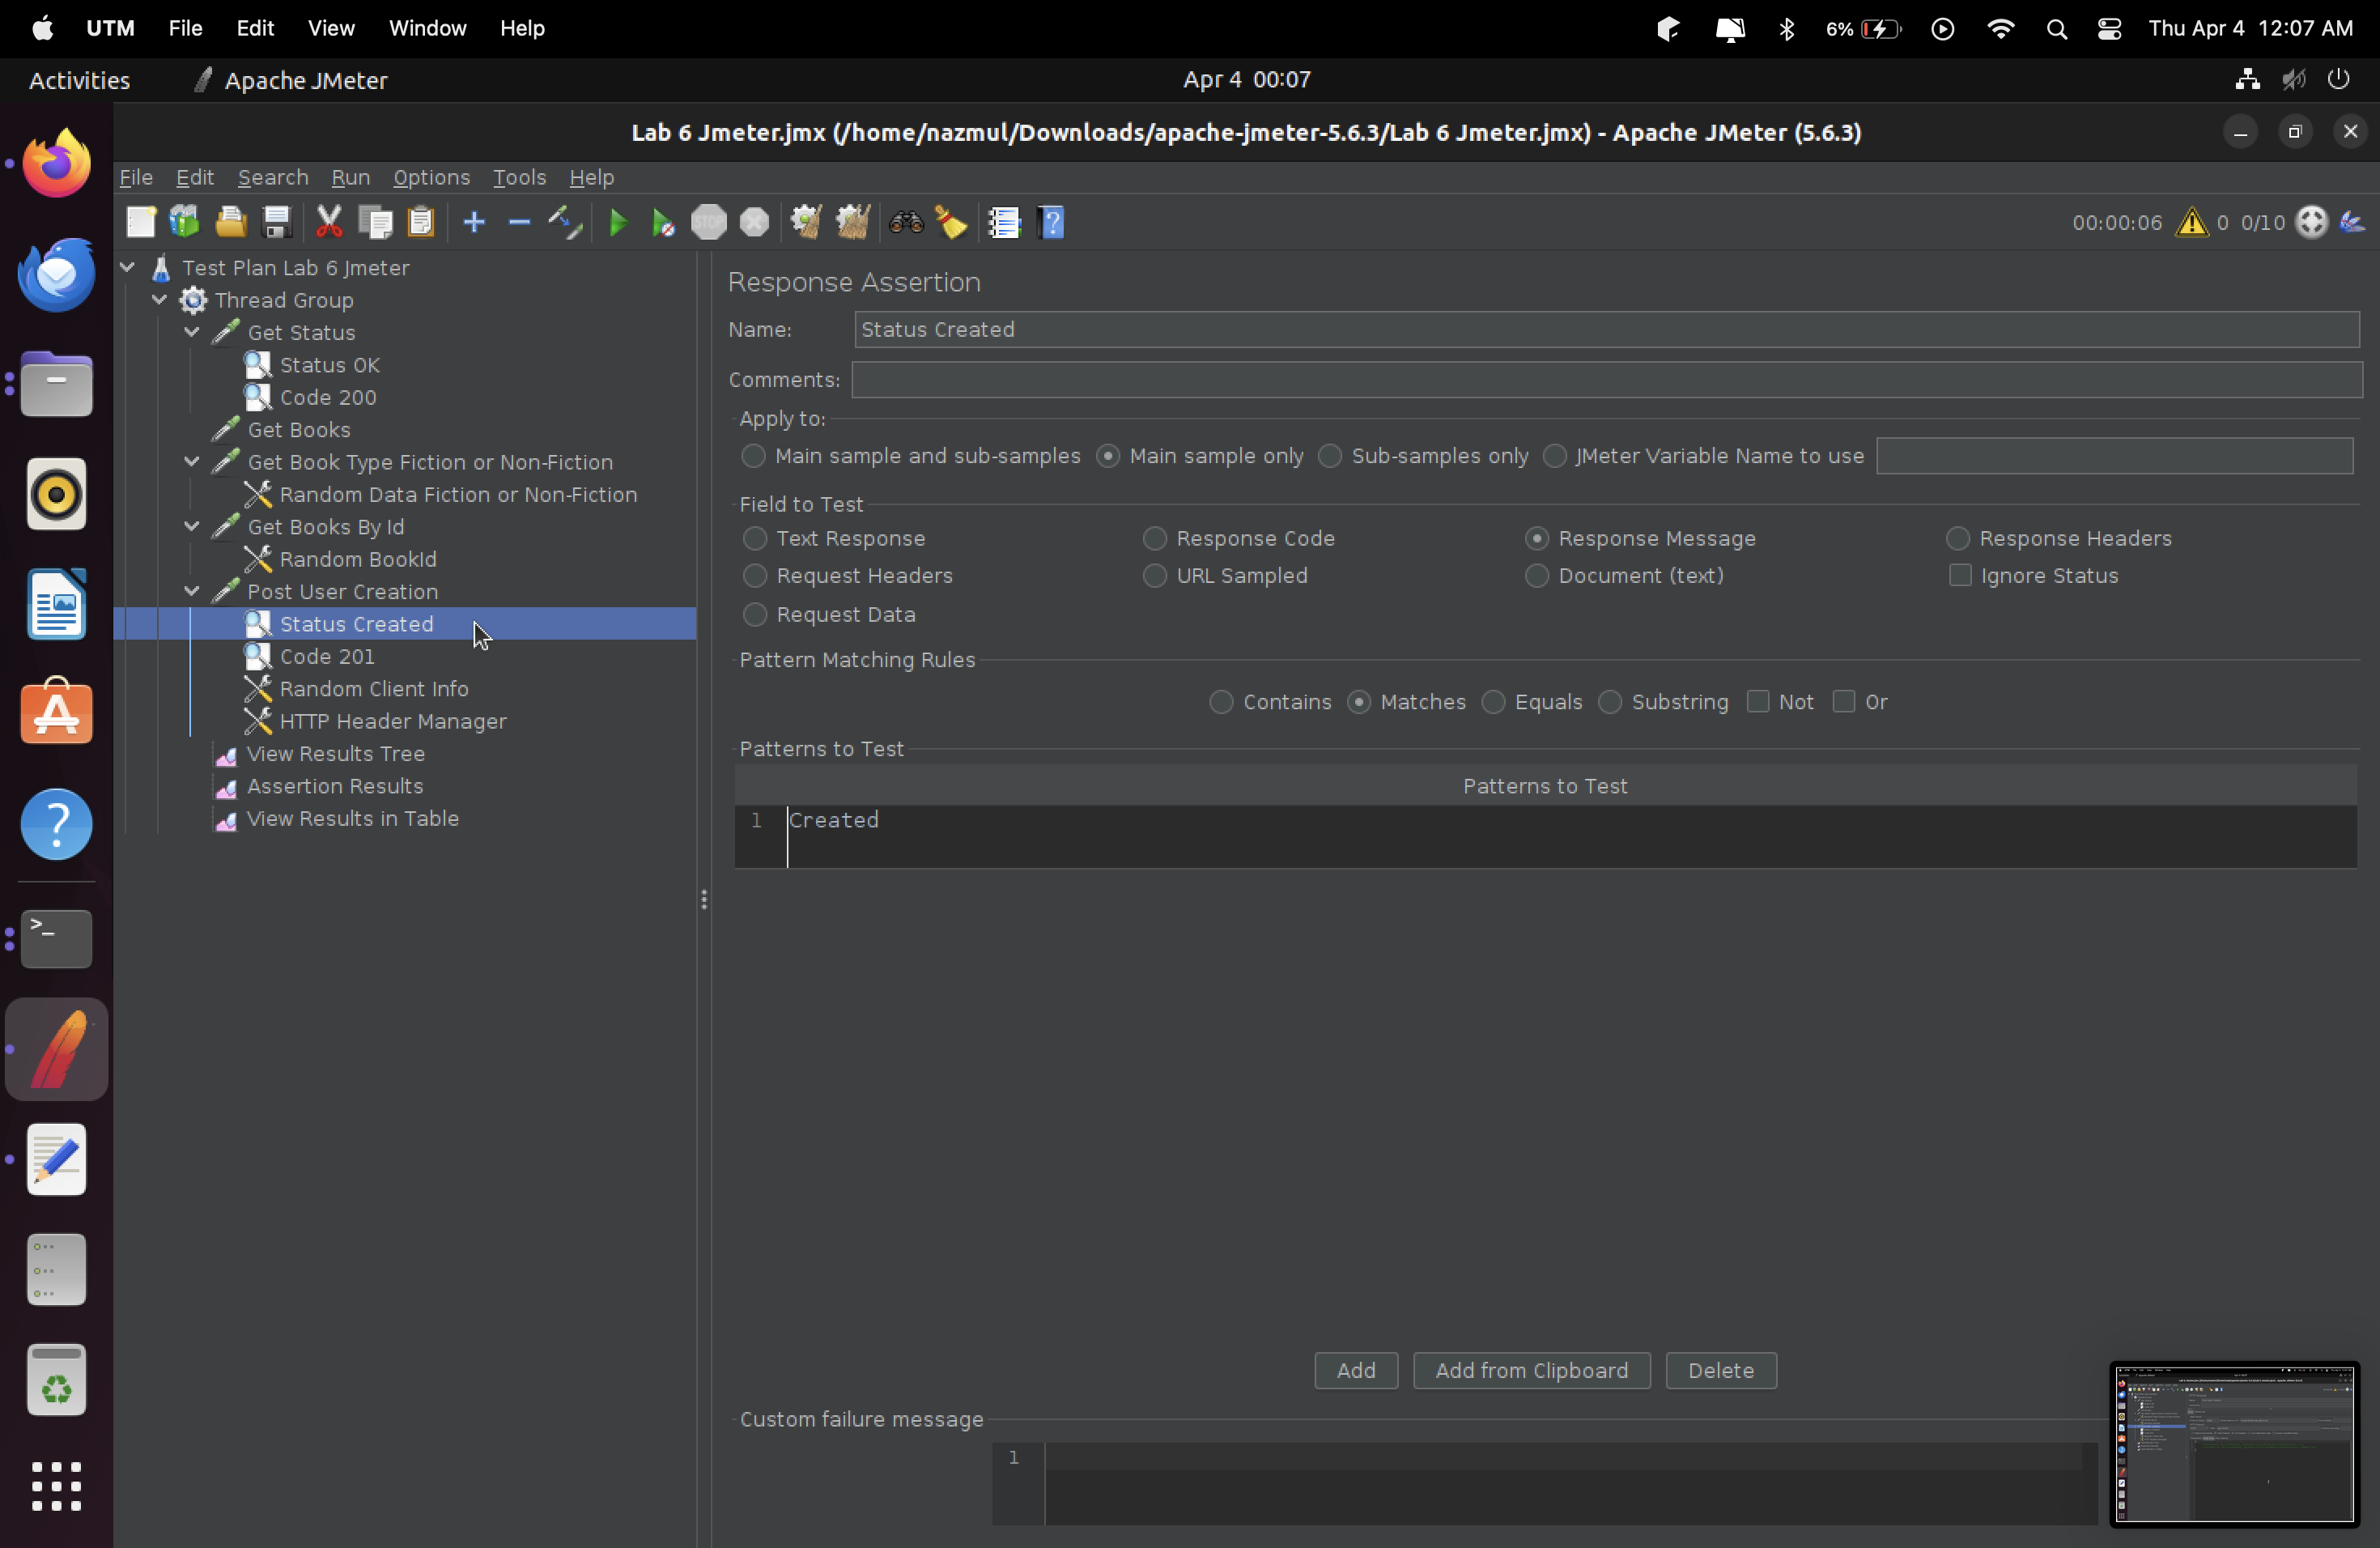 UTM File Edit View Window Help 6% Thu Apr 4 12:07 AM
Activities Apache JMeter Apr 4 00:07
Lab 6 Jmeter.jmx (/home/nazmul/Downloads/apache-jmeter-5.6.3/Lab 6 Jmeter.jmx) - Apache JMeter (5.6.3)
File Edit Search Run Options Tools Help
STOP 00:00:06 0 0/10
Test Plan Lab 6 Jmeter
Thread Group
Get Status
Status OK
Code 200
Get Books
Get Book Type Fiction or Non-Fiction
Random Data Fiction or Non-Fiction
Get Books By Id
Random BookId
Post User Creation
Status Created
Code 201
Random Client Info
HTTP Header Manager
View Results Tree
Assertion Results
View Results in Table
Response Assertion
Name: Status Created
Comments:
Apply to:
Main sample and sub-samples Main sample only Sub-samples only JMeter Variable Name to use
Field to Test
Text Response Response Code Response Message Response Headers
Request Headers URL Sampled Document (text) Ignore Status
Request Data
Pattern Matching Rules
Contains Matches Equals Substring Not Or
Patterns to Test
Patterns to Test
1 Created
Add Add from Clipboard Delete
Custom failure message
1